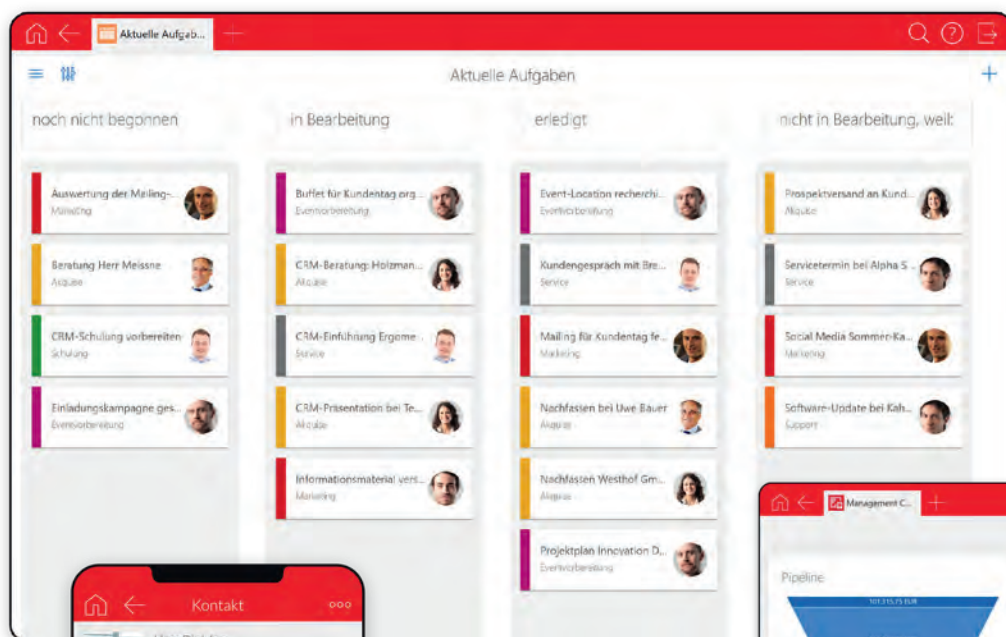 Aktuelle Aufgab...
Aktuelle Aufgaben
noch nicht begonnen
Auswertung der Mailing-...
Marketing
Beratung Herr Meissne
Akquise
CRM-Schulung vorbereiten
Schulung
Einladungskampagne ges...
Eventvorbereitung
in Bearbeitung
Buffet für Kundentag org...
Eventvorbereitung
CRM-Beratung: Holzman...
Akquise
CRM-Einführung Ergome...
Service
CRM-Präsentation bei Te...
Akquise
Informationsmaterial vers...
Marketing
erledigt
Event-Location recherchi...
Eventvorbereitung
Kundengespräch mit Bre...
Service
Mailing für Kundentag fe...
Marketing
Nachfassen bei Uwe Bauer
Akquise
Nachfassen Westhof Gm...
Akquise
Projektplan Innovation D...
Eventvorbereitung
nicht in Bearbeitung, weil:
Prospektversand an Kund...
Akquise
Servicetermin bei Alpha S...
Service
Social Media Sommer-Ka...
Marketing
Software-Update bei Kah...
Support
Kontakt
Management C...
Pipeline
101.315,75 EUR